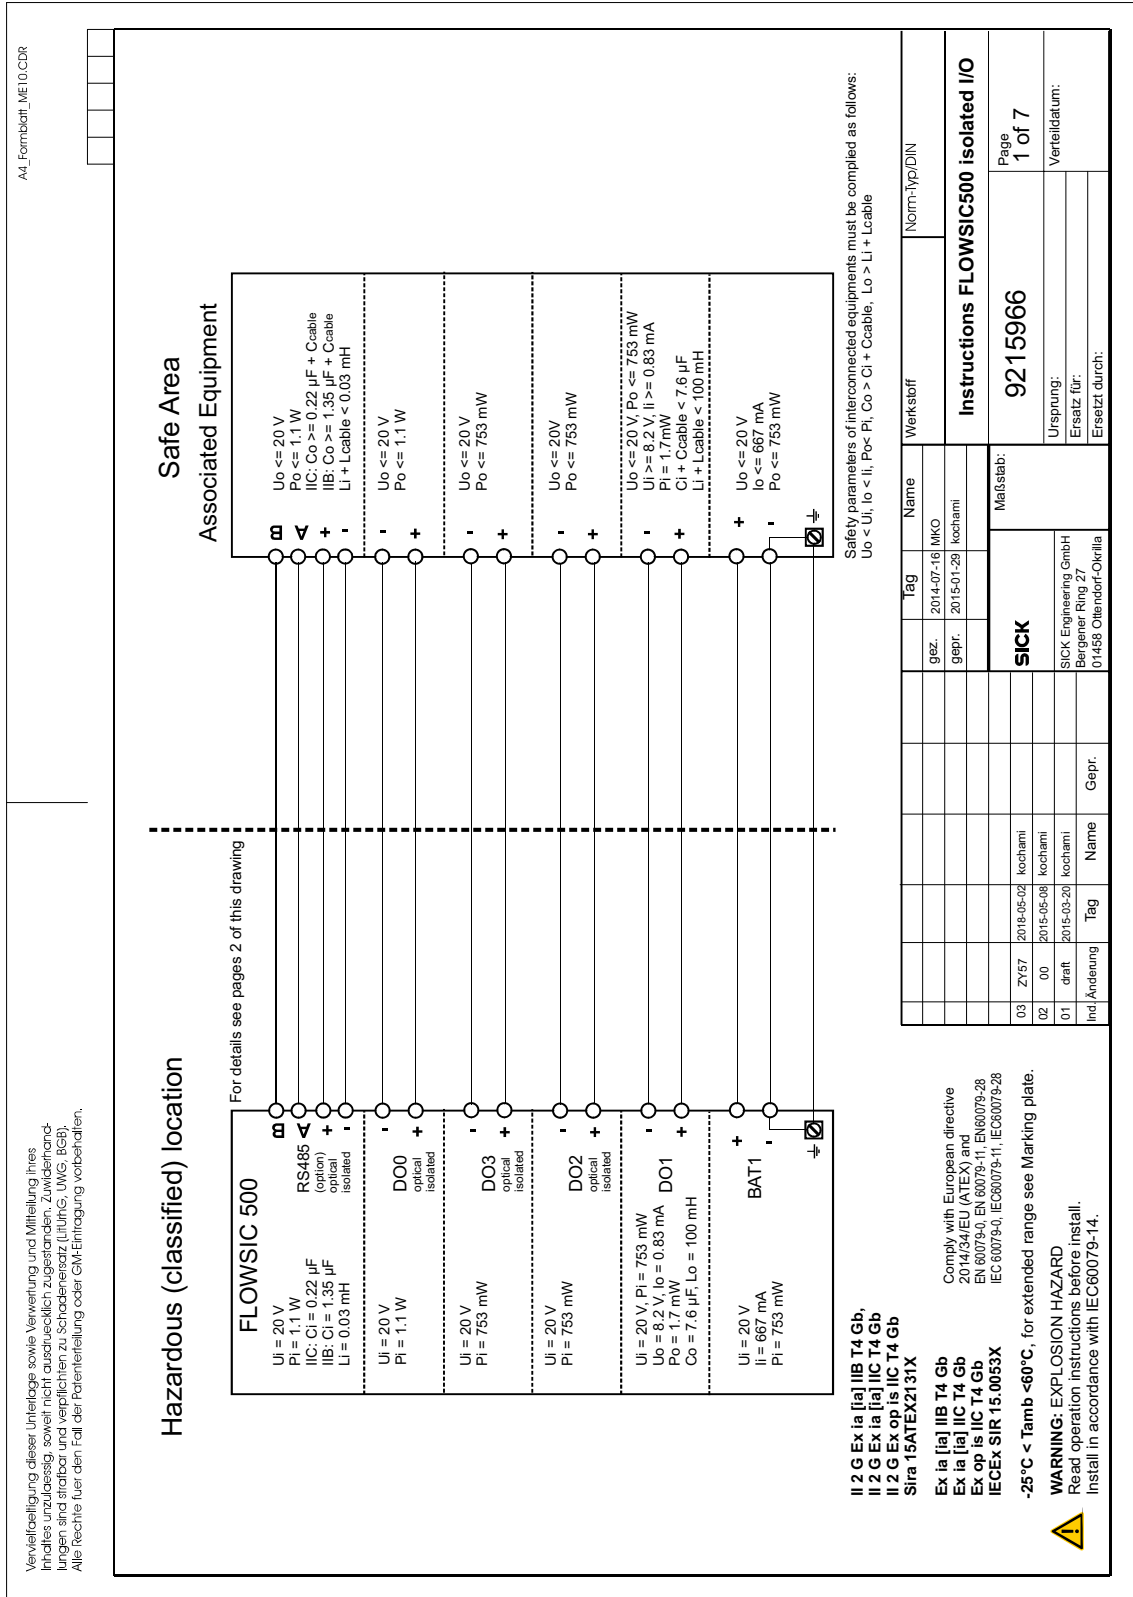 Vervielfaeltigung dieser Unterlage sowie Verwertung und Mitteilung ihres
Inhaltes unzulaessig, soweit nicht ausdruecklich zugestanden. Zuwiderhand-
lungen sind strafbar und verpflichten zu Schadenersatz (LitUrhG, UWG, BGB).
Alle Rechte fuer den Fall der Patenterteilung oder GM-Eintragung vorbehalten.
A4_Formblatt_ME10.CDR
Hazardous (classified) location
Safe Area
Associated Equipment
For details see pages 2 of this drawing
FLOWSIC 500
Ui = 20 V
Pi = 1.1 W
IIC: Ci = 0.22 µF
IIB: Ci = 1.35 µF
Li = 0.03 mH
RS485
(option)
optical
isolated
B
A
+
-
B
A
+
-
Uo <= 20 V
Po <= 1.1 W
IIC: Co >= 0.22 µF + Ccable
IIB: Co >= 1.35 µF + Ccable
Li + Lcable < 0.03 mH
Ui = 20 V
Pi = 1.1 W
DO0
optical
isolated
-
+
-
+
Uo <= 20 V
Po <= 1.1 W
Ui = 20 V
Pi = 753 mW
DO3
optical
isolated
-
+
-
+
Uo <= 20 V
Po <= 753 mW
Ui = 20 V
Pi = 753 mW
DO2
optical
isolated
-
+
-
+
Uo <= 20V
Po <= 753 mW
Ui = 20 V, Pi = 753 mW
Uo = 8.2 V, Io = 0.83 mA
Po = 1.7 mW
Co = 7.6 µF, Lo = 100 mH
DO1
-
+
-
+
Uo <= 20 V, Po <= 753 mW
Ui >= 8.2 V, Ii >= 0.83 mA
Pi = 1.7mW
Ci + Ccable < 7.6 µF
Li + Lcable < 100 mH
Ui = 20 V
Ii = 667 mA
Pi = 753 mW
BAT1
+
-
+
-
Uo <= 20 V
Io <= 667 mA
Po <= 753 mW
Safety parameters of interconnected equipments must be complied as follows:
Uo < Ui, Io < Ii, Po< Pi, Co > Ci + Ccable, Lo > Li + Lcable
II 2 G Ex ia [ia] IIB T4 Gb,
II 2 G Ex ia [ia] IIC T4 Gb
II 2 G Ex op is IIC T4 Gb
Sira 15ATEX2131X
Ex ia [ia] IIB T4 Gb
Ex ia [ia] IIC T4 Gb
Ex op is IIC T4 Gb
IECEx SIR 15.0053X
Comply with European directive
2014/34/EU (ATEX) and
EN 60079-0, EN 60079-11, EN60079-28
IEC 60079-0, IEC60079-11, IEC60079-28
-25°C < Tamb <60°C, for extended range see Marking plate.
WARNING: EXPLOSION HAZARD
Read operation instructions before install.
Install in accordance with IEC60079-14.
03 ZY57 2018-05-02 kochami
02 00 2015-05-08 kochami
01 draft 2015-03-20 kochami
Ind. Änderung Tag Name Gepr.
Tag Name
gez. 2014-07-16 MKO
gepr. 2015-01-29 kochami
SICK
SICK Engineering GmbH
Bergener Ring 27
01458 Ottendorf-Okrilla
Maßstab:
Werkstoff
Norm-Typ/DIN
Instructions FLOWSIC500 isolated I/O
9215966
Page
1 of 7
Ursprung:
Ersatz für:
Ersetzt durch:
Verteildatum: